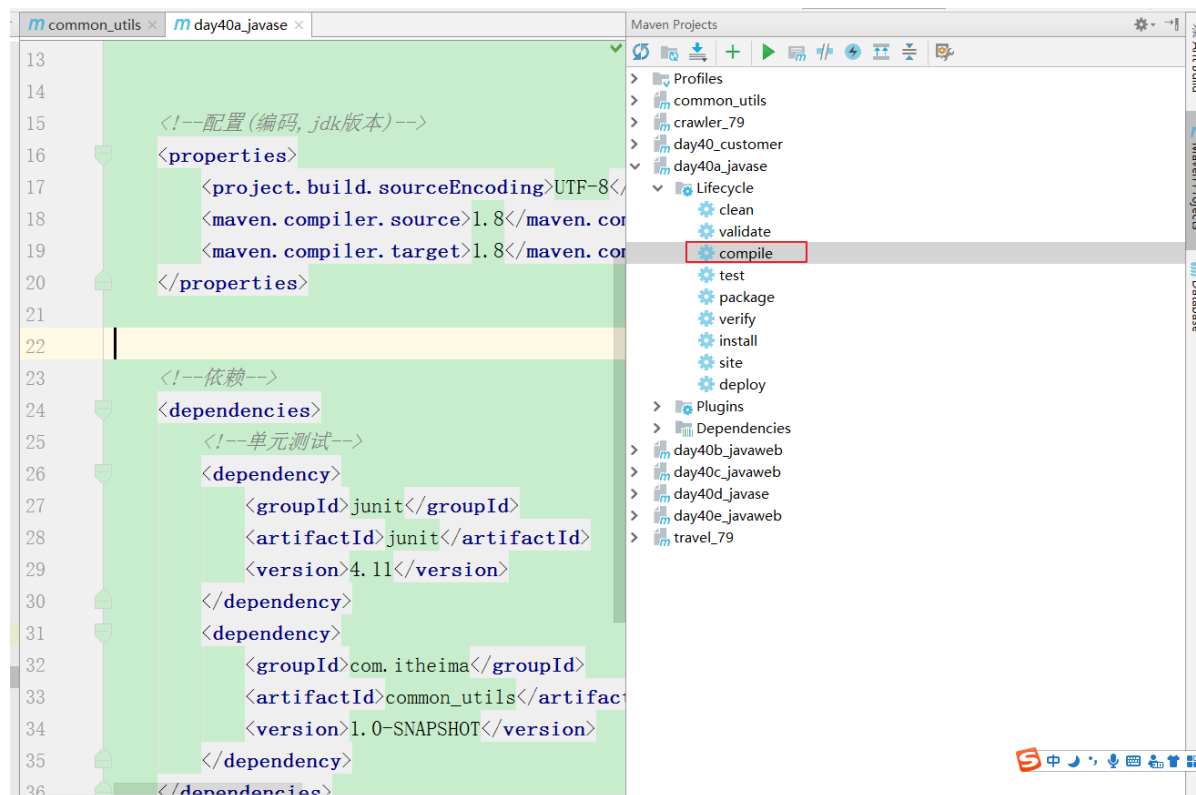 common_utils
day40a_javase
13
14
15 <!--配置(编码, jdk版本)-->
16 <properties>
17 <project.build.sourceEncoding>UTF-8</
18 <maven.compiler.source>1.8</maven.com
19 <maven.compiler.target>1.8</maven.com
20 </properties>
21
22
23 <!--依赖-->
24 <dependencies>
25 <!--单元测试-->
26 <dependency>
27 <groupId>junit</groupId>
28 <artifactId>junit</artifactId>
29 <version>4.11</version>
30 </dependency>
31 <dependency>
32 <groupId>com.itheima</groupId>
33 <artifactId>common_utils</artifact
34 <version>1.0-SNAPSHOT</version>
35 </dependency>
36 </dependencies>
Maven Projects
Profiles
common_utils
crawler_79
day40_customer
day40a_javase
Lifecycle
clean
validate
compile
test
package
verify
install
site
deploy
Plugins
Dependencies
day40b_javaweb
day40c_javaweb
day40d_javase
day40e_javaweb
travel_79
Database
中